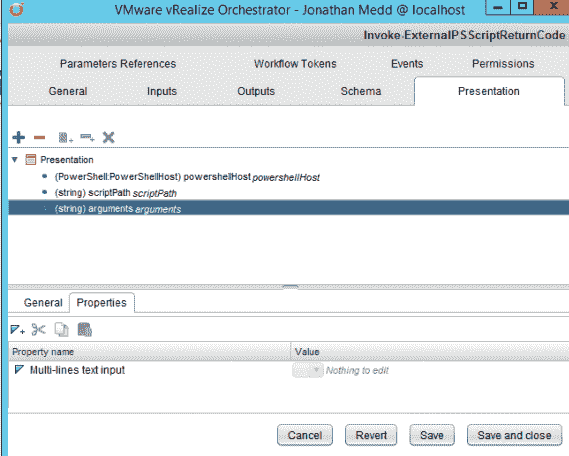 VMware vRealize Orchestrator - Jonathan Medd @ localhost
Invoke-ExternalPSScriptReturnCode
Parameters References Workflow Tokens Events Permissions
General Inputs Outputs Schema Presentation
Presentation
(PowerShell:PowerShellHost) powershellHost powershellHost
(string) scriptPath scriptPath
(string) arguments arguments
General Properties
Property name Value
Multi-lines text input Nothing to edit
Cancel Revert Save Save and close